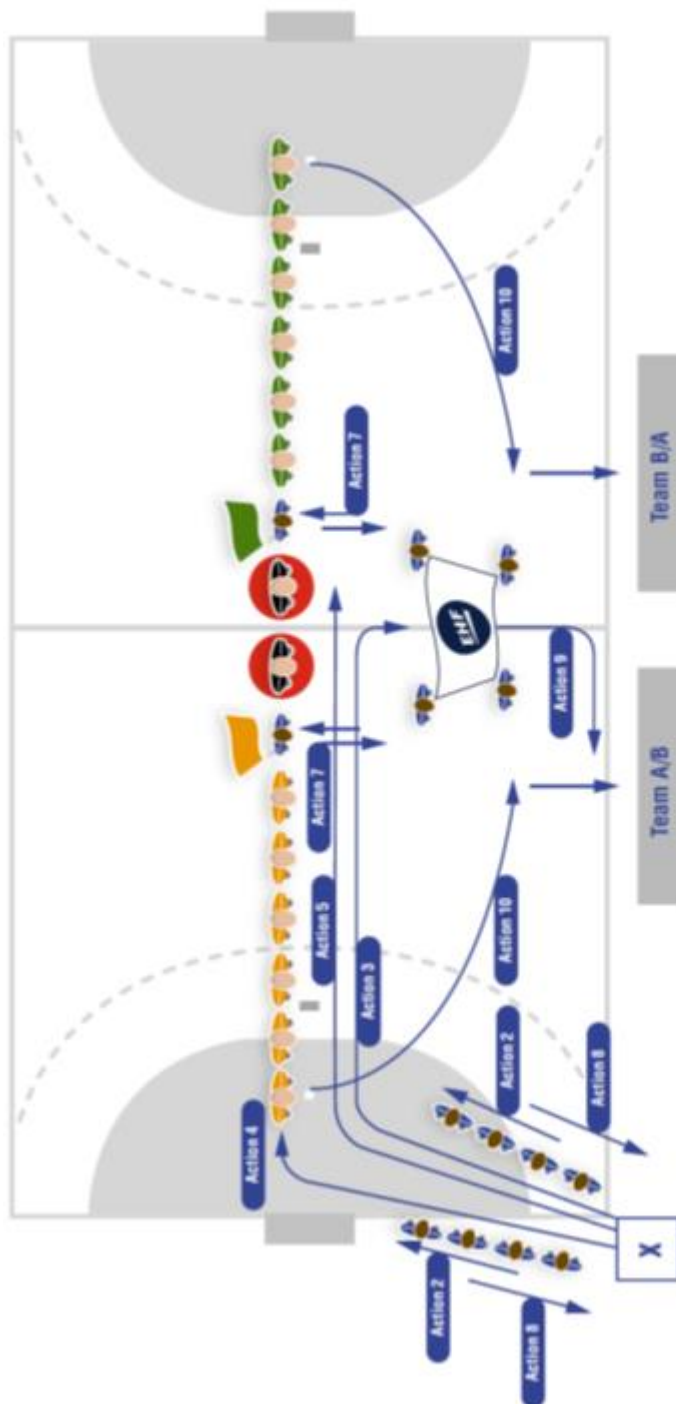 Action 10
Team B/A
Action 7
EHF
Action 9
Team A/B
Action 7
Action 5
Action 3
Action 10
Action 2
Action 8
Action 4
X
Action 2
Action 8